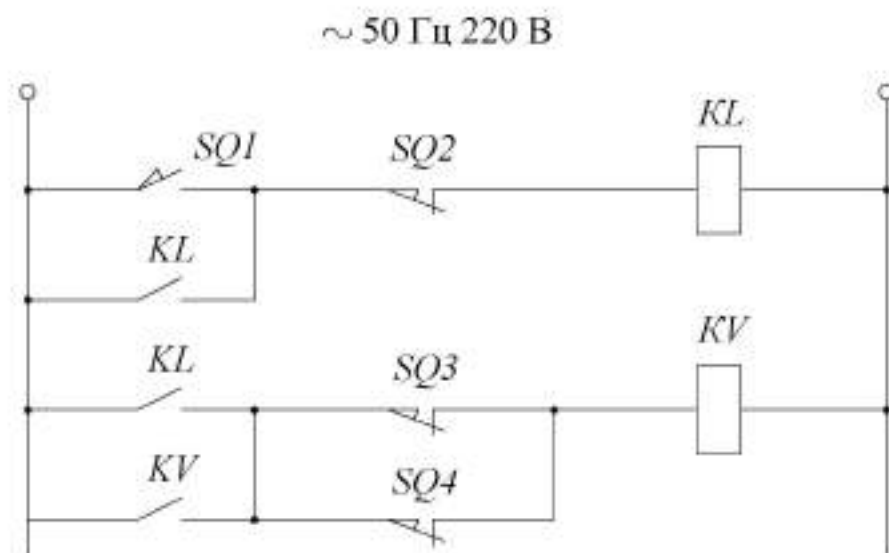 ~ 50 Гц 220 В
KL
SQ1 SQ2
KL
KV
KL SQ3
KV SQ4